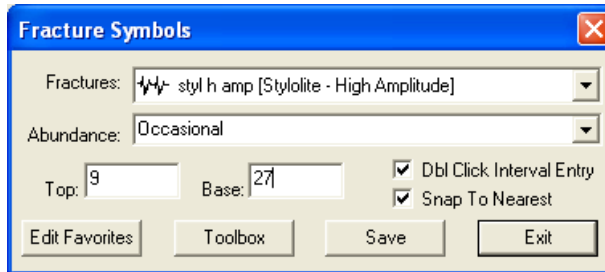 Fracture Symbols
Fractures: styl h amp [Stylolite - High Amplitude]
Abundance: Occasional
Top: 9 Base: 27 Dbl Click Interval Entry
Snap To Nearest
Edit Favorites Toolbox Save Exit